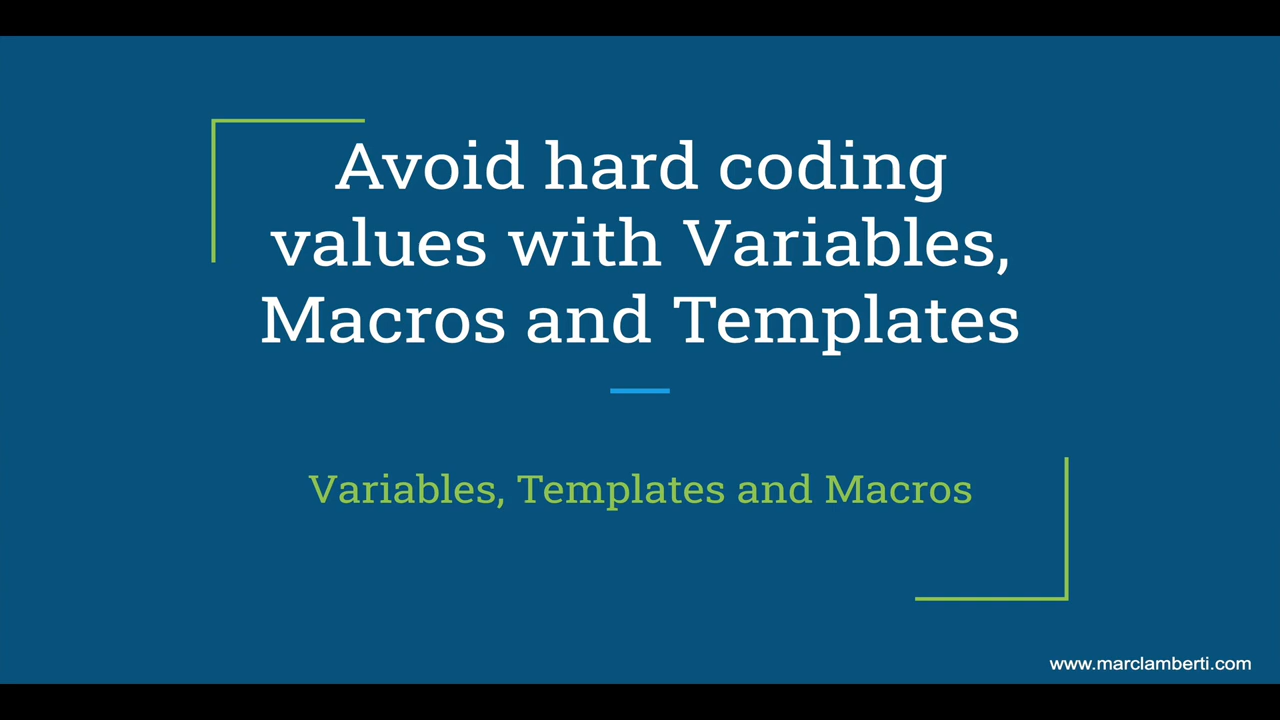 Avoid hard coding
values with Variables,
Macros and Templates
Variables, Templates and Macros
www.marclamberti.com